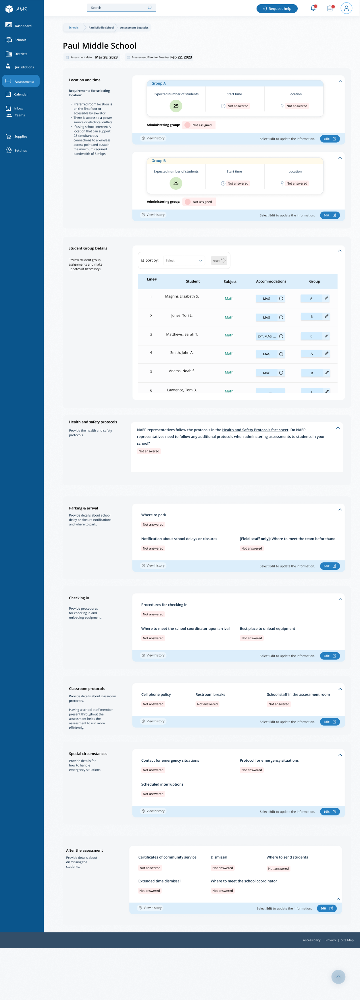 AMS
Search
Request help
Dashboard
Schools
Districts
Jurisdictions
Assessments
Calendar
Inbox
Teams
Supplies
Settings
Schools
Paul Middle School
Assessment Logistics
Paul Middle School
Assessment date Mar 28, 2023
Assessment Planning Meeting Feb 22, 2023
Location and time
Requirements for selecting
location:
• Preferred room location is
on the first floor or
accessible by elevator
• There is access to a power
source or electrical outlets.
• If using school internet: A
location that can support
28 simultaneous
connections to a wireless
access point and sustain
the minimum required
bandwidth of 8 mbps.
Group A
Expected number of students
Start time
Location
25
Not answered
Not answered
Administering group:
Not assigned
View history
Select Edit to update the information.
Edit
Group B
Expected number of students
Start time
Location
25
Not answered
Not answered
Administering group:
Not assigned
View history
Select Edit to update the information.
Edit
Student Group Details
Review student group
assignments and make
updates (if necessary).
Sort by:
Select
reset
Line# Student Subject Accommodations Group
1 Magrini, Elizabeth S. Math MAG A
2 Jones, Tori L. Math MAG B
3 Matthews, Sarah T. Math EXT, MAG, ... C
4 Smith, John A. Math MAG A
5 Adams, Noah S. Math MAG B
6 Lawrence, Tom B. Math ... C
Health and safety protocols
Provide the health and safety
protocols.
NAEP representatives follow the protocols in the Health and Safety Protocols fact sheet. Do NAEP
representatives need to follow any additional protocols when adminstering assessments to students in your
school?
Not answered
Parking & arrival
Provide details about school
delay or closure notifications
and where to park.
Where to park
Not answered
Notification about school delays or closures
Not answered
[Field staff only]: Where to meet the team beforehand
Not answered
View history
Select Edit to update the information.
Edit
Checking in
Provide procedures
for checking in and
unloading equipment.
Procedures for checking in
Not answered
Where to meet the school coordinator upon arrival
Not answered
Best place to unload equipment
Not answered
View history
Select Edit to update the information.
Edit
Classroom protocols
Provide details about classroom
protocols.
Having a school staff member
present throughout the
assessment helps the
assessment to run more
efficiently.
Cell phone policy
Not answered
Restroom breaks
Not answered
School staff in the assessment room
Not answered
View history
Select Edit to update the information.
Edit
Special circumstances
Provide details for
how to handle
emergency situations.
Contact for emergency situations
Not answered
Protocol for emergency situations
Not answered
Scheduled interruptions
Not answered
View history
Select Edit to update the information.
Edit
After the assessment
Provide details about
dismissing the
students.
Certificates of community service
Not answered
Dismissal
Not answered
Where to send students
Not answered
Extended time dismissal
Not answered
Where to meet the school coordinator
Not answered
View history
Select Edit to update the information.
Edit
Accessibility | Privacy | Site Map